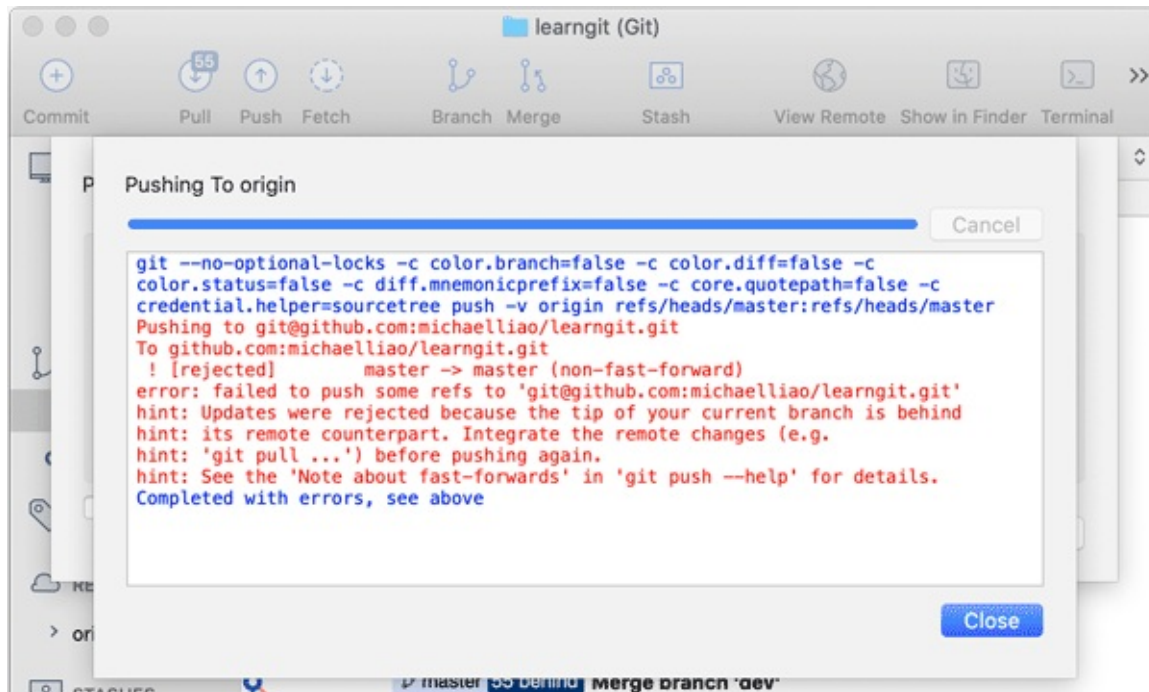 learngit (Git)
55
Commit Pull Push Fetch Branch Merge Stash View Remote Show in Finder Terminal
P
Pushing To origin
Cancel
git --no-optional-locks -c color.branch=false -c color.diff=false -c
color.status=false -c diff.mnemonicprefix=false -c core.quotepath=false -c
credential.helper=sourcetree push -v origin refs/heads/master:refs/heads/master
Pushing to git@github.com:michaelliao/learngit.git
To github.com:michaelliao/learngit.git
! [rejected] master -> master (non-fast-forward)
error: failed to push some refs to 'git@github.com:michaelliao/learngit.git'
hint: Updates were rejected because the tip of your current branch is behind
hint: its remote counterpart. Integrate the remote changes (e.g.
hint: 'git pull ...') before pushing again.
hint: See the 'Note about fast-forwards' in 'git push --help' for details.
Completed with errors, see above
RE
ori
Close
STASHES
master 55 behind Merge branch 'dev'